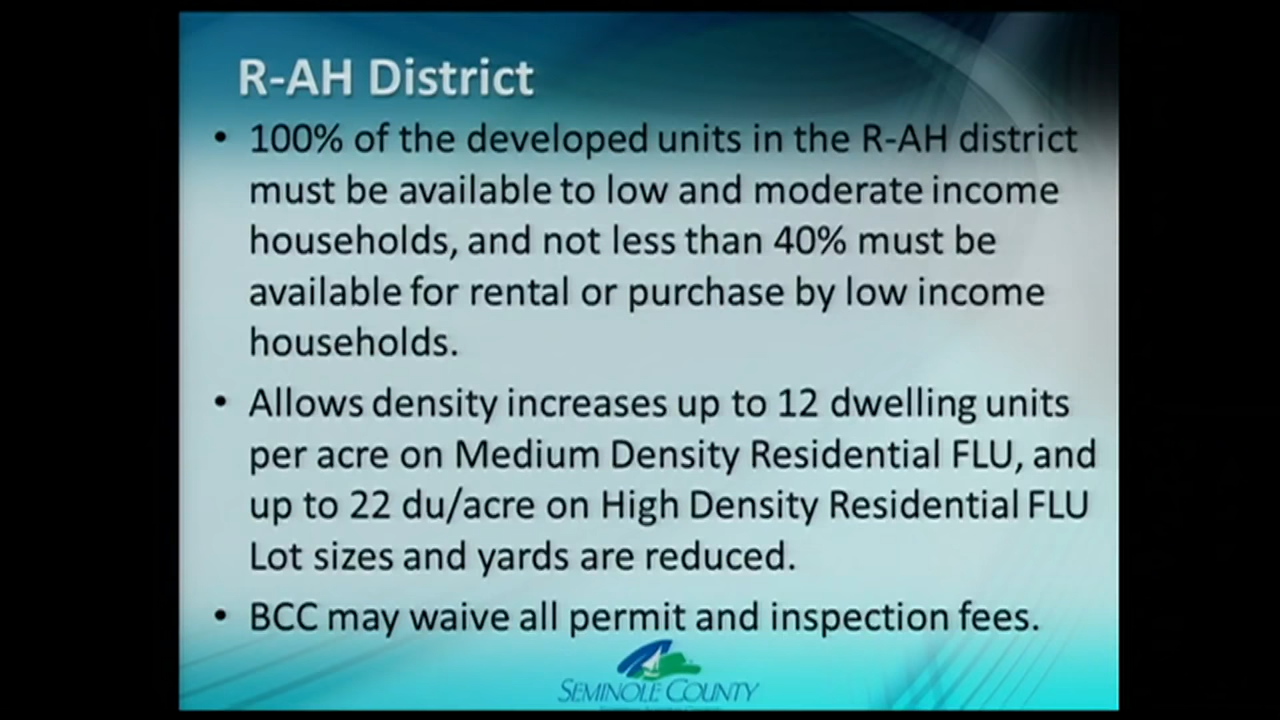 R-AH District
• 100% of the developed units in the R-AH district
must be available to low and moderate income
households, and not less than 40% must be
available for rental or purchase by low income
households.
• Allows density increases up to 12 dwelling units
per acre on Medium Density Residential FLU, and
up to 22 du/acre on High Density Residential FLU
Lot sizes and yards are reduced.
• BCC may waive all permit and inspection fees.
SEMINOLE COUNTY